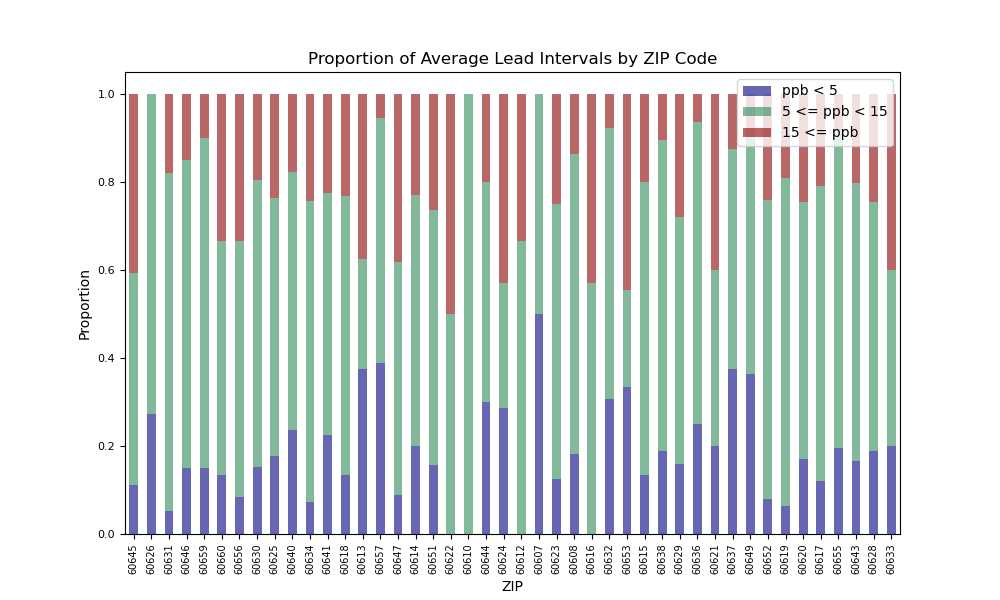 Proportion of Average Lead Intervals by ZIP Code
ppb < 5
5 <= ppb < 15
15 <= ppb
1.0
0.8
0.6
0.4
0.2
0.0
Proportion
60645 60626 60631 60646 60659 60660 60656 60630 60625 60640 60634 60641 60618 60613 60657 60647 60614 60651 60622 60610 60644 60624 60612 60607 60623 60608 60616 60632 60653 60615 60638 60629 60636 60621 60637 60649 60652 60619 60620 60617 60655 60643 60628 60633
ZIP